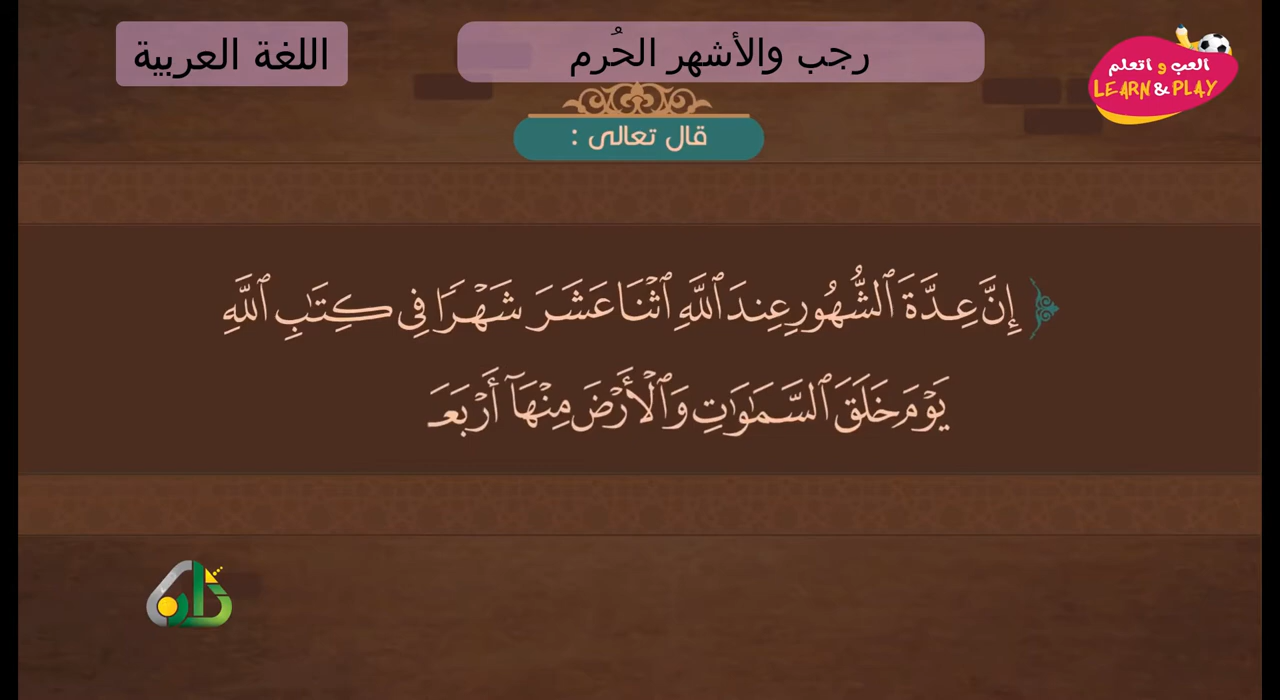 رجب والأشهر الحُرم
اللغة العربية
العب و اتعلم
LEARN & PLAY
قال تعالى :
﴿إِنَّ عِدَّةَ ٱلشُّهُورِ عِندَ ٱللَّهِ ٱثۡنَا عَشَرَ شَهۡرٗا فِي كِتَٰبِ ٱللَّهِ
يَوۡمَ خَلَقَ ٱلسَّمَٰوَٰتِ وَٱلۡأَرۡضَ مِنۡهَآ أَرۡبَعَـ